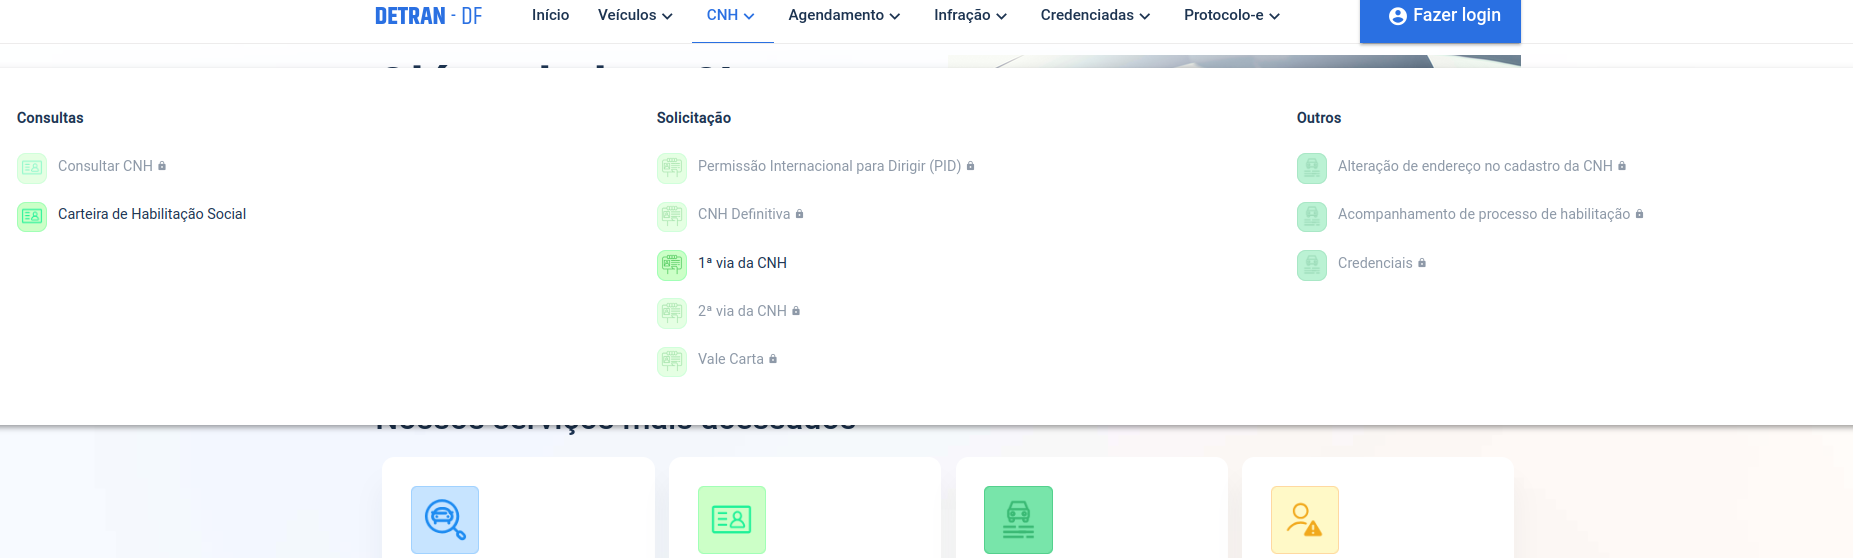 DETRAN - DF
Início
Veículos
CNH
Agendamento
Infração
Credenciadas
Protocolo-e
Fazer login
Consultas
Consultar CNH
Carteira de Habilitação Social
Solicitação
Permissão Internacional para Dirigir (PID)
CNH Definitiva
1ª via da CNH
2ª via da CNH
Vale Carta
Outros
Alteração de endereço no cadastro da CNH
Acompanhamento de processo de habilitação
Credenciais
Nossos serviços mais acessados